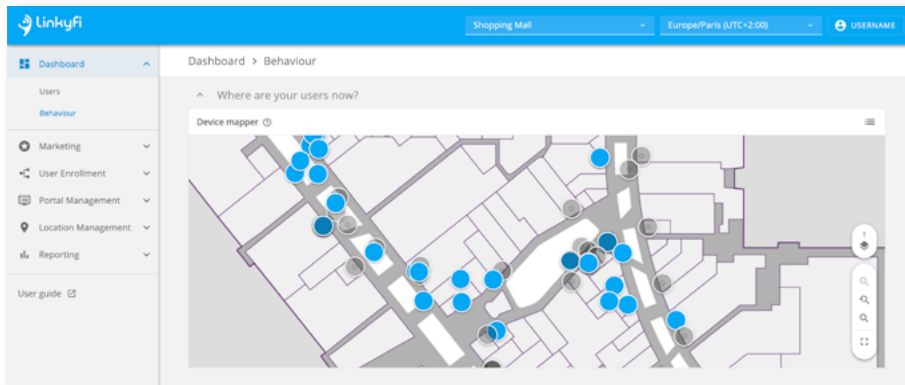 Linkyfi
Shopping Mall
Europe/Paris (UTC+2:00)
USERNAME
Dashboard
Users
Behaviour
Marketing
User Enrollment
Portal Management
Location Management
Reporting
User guide
Dashboard > Behaviour
Where are your users now?
Device mapper
1